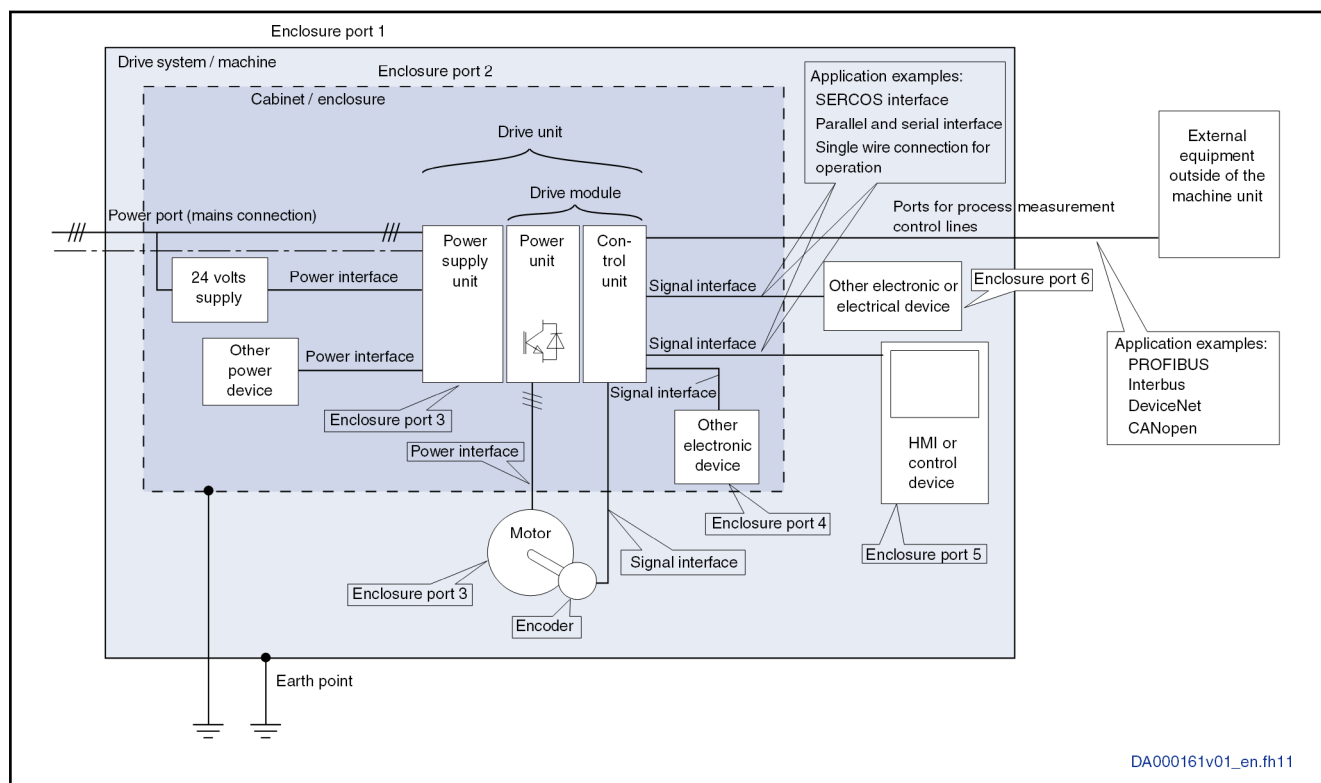 Enclosure port 1
Drive system / machine
Enclosure port 2
Cabinet / enclosure
Drive unit
Drive module
Application examples:
SERCOS interface
Parallel and serial interface
Single wire connection for
operation
External
equipment
outside of the
machine unit
Power port (mains connection)
Ports for process measurement
control lines
Power
supply
unit
Power
unit
Con-
trol
unit
24 volts
supply
Power interface
Signal interface
Other electronic or
electrical device
Enclosure port 6
Other
power
device
Power interface
Signal interface
Signal interface
Application examples:
PROFIBUS
Interbus
DeviceNet
CANopen
Enclosure port 3
Other
electronic
device
HMI or
control
device
Power interface
Enclosure port 4
Motor
Enclosure port 5
Signal interface
Enclosure port 3
Encoder
Earth point
DA000161v01_en.fh11